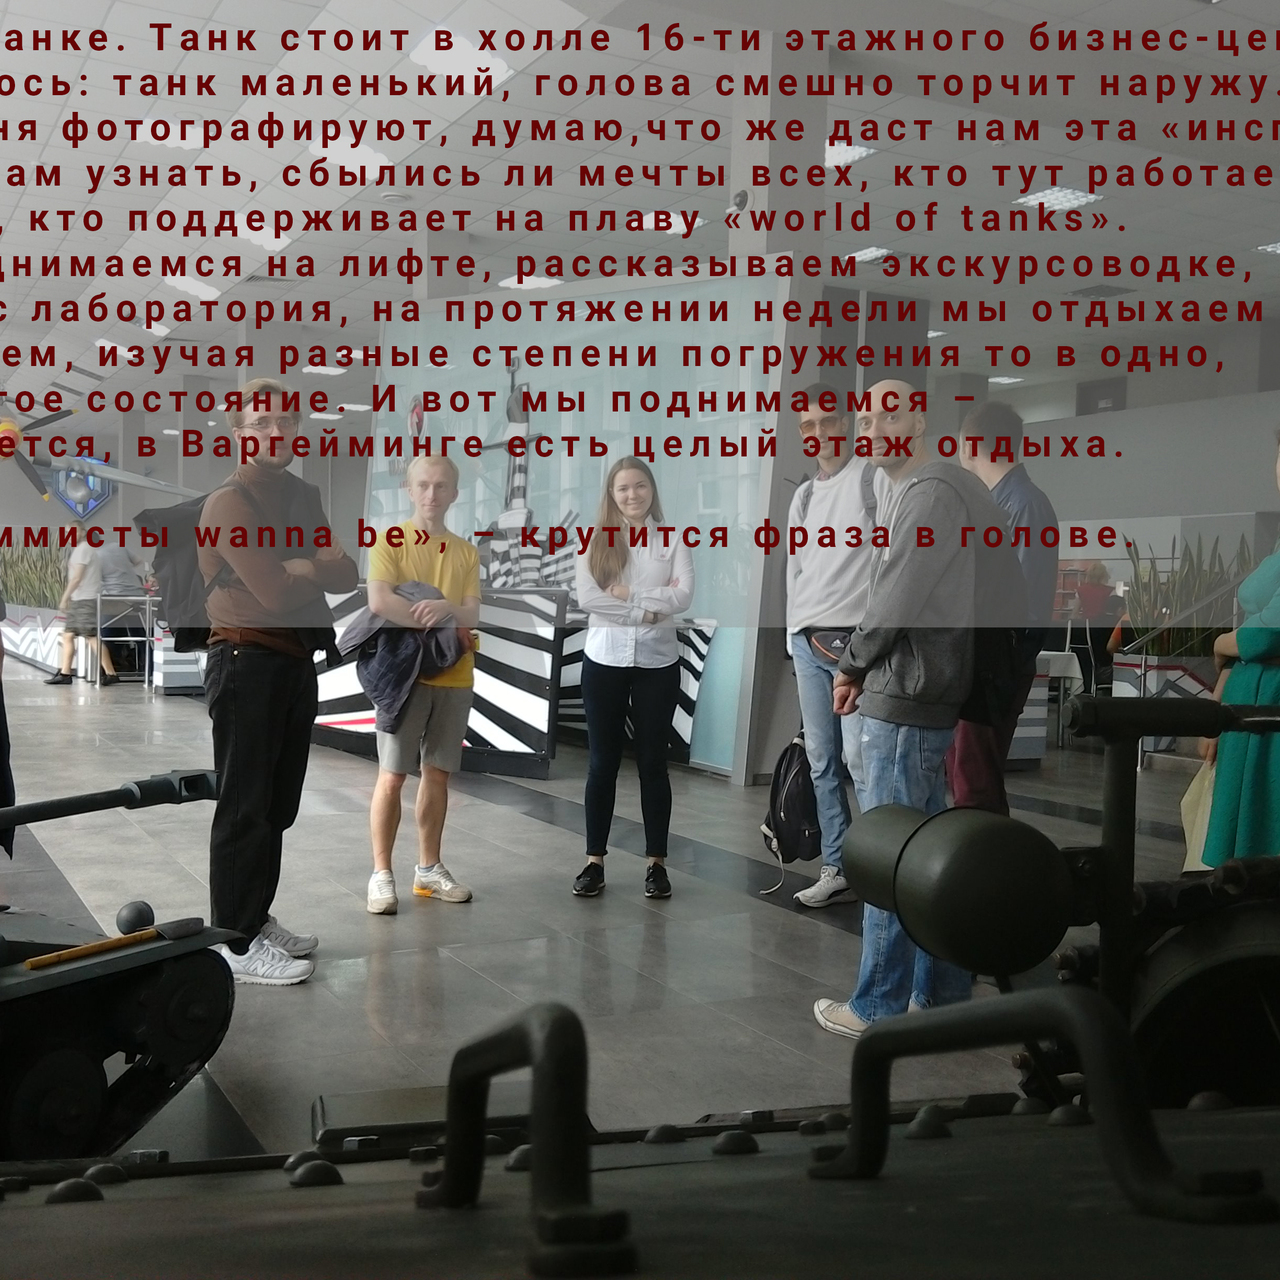 анке. Танк стоит в холле 16-ти этажного бизнес-це
ось: танк маленький, голова смешно торчит наружу.
ня фотографируют, думаю,что же даст нам эта «инс
ам узнать, сбылись ли мечты всех, кто тут работае
, кто поддерживает на плаву «world of tanks».
днимаемся на лифте, рассказываем экскурсоводке,
с лаборатория, на протяжении недели мы отдыхаем
ем, изучая разные степени погружения то в одно,
гое состояние. И вот мы поднимаемся –
ется, в Варгейминге есть целый этаж отдыха.
ммисты wanna be», – крутится фраза в голове.